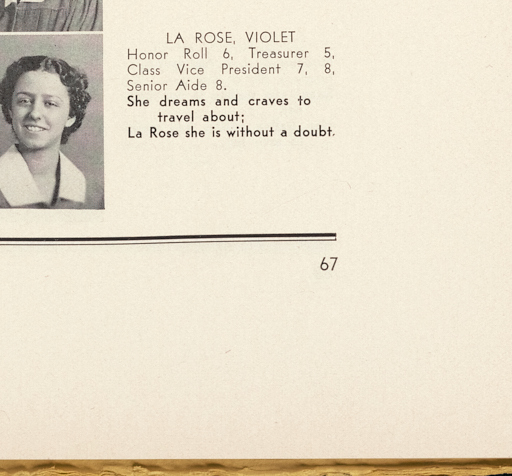 LA ROSE, VIOLET
Honor Roll 6, Treasurer 5,
Class Vice President 7, 8,
Senior Aide 8.
She dreams and craves to
travel about;
La Rose she is without a doubt.
67